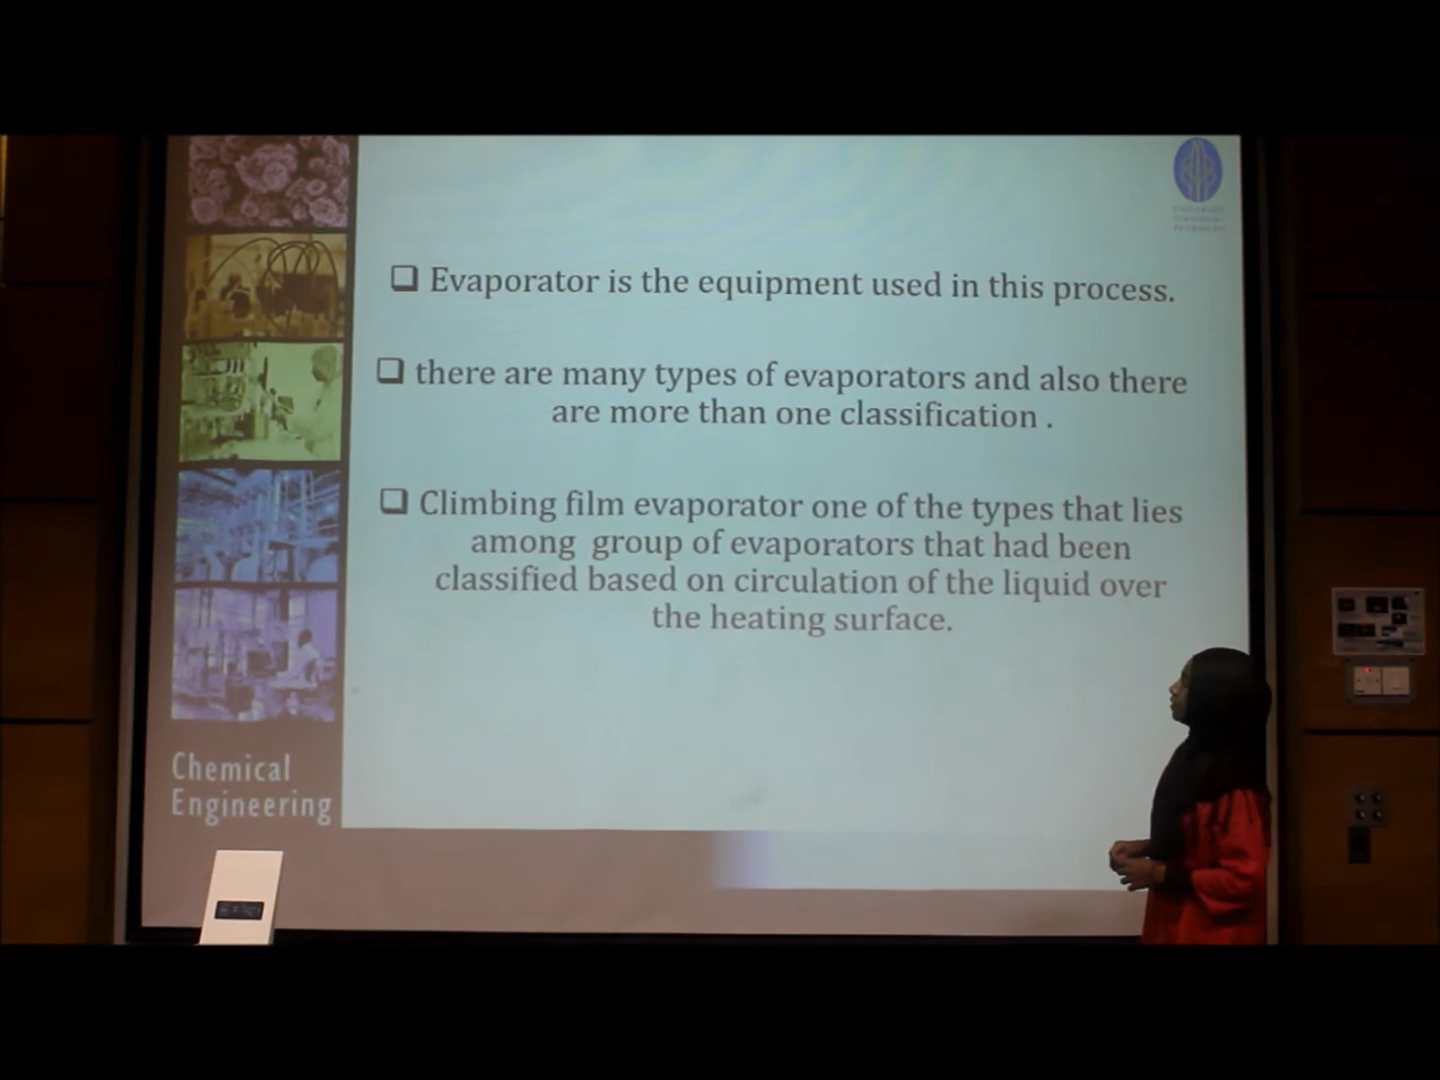 ❑ Evaporator is the equipment used in this process.
❑ there are many types of evaporators and also there
are more than one classification .
❑ Climbing film evaporator one of the types that lies
among group of evaporators that had been
classified based on circulation of the liquid over
the heating surface.
Chemical
Engineering